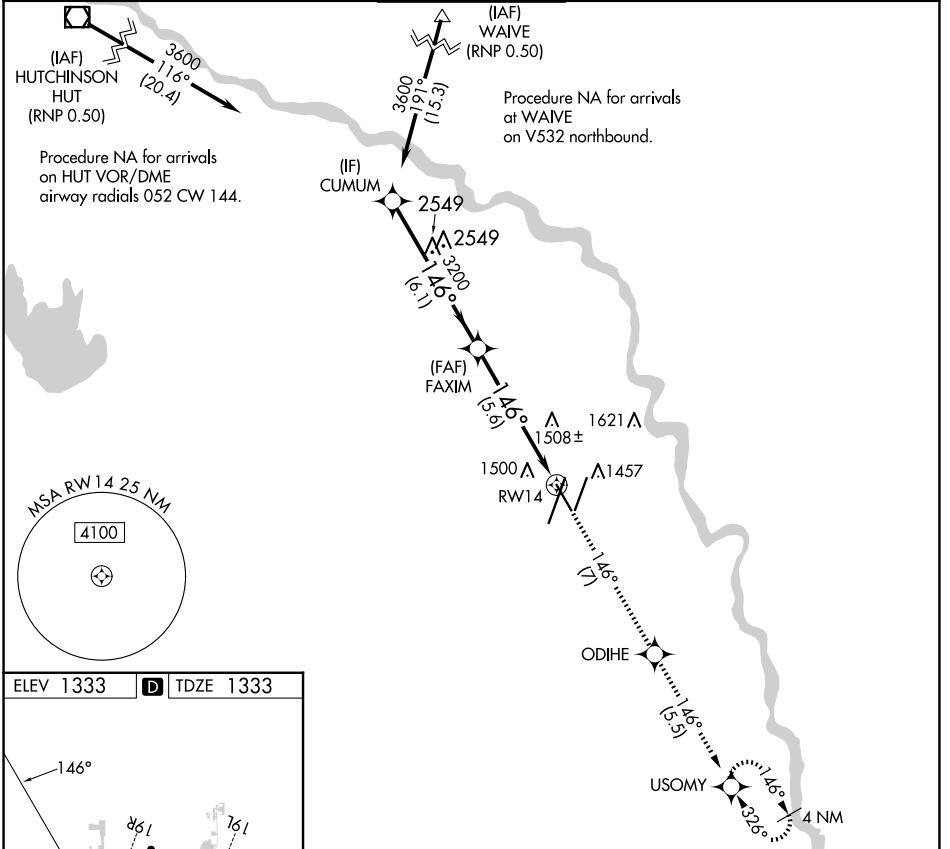 (IAF)
HUTCHINSON
HUT
(RNP 0.50)
3600
116°
(20.4)
(IAF)
WAIVE
(RNP 0.50)
3600
191°
(15.3)
Procedure NA for arrivals
at WAIVE
on V532 northbound.
Procedure NA for arrivals
on HUT VOR/DME
airway radials 052 CW 144.
(IF)
CUMUM
2549
2549
3200
146°
(6.1)
(FAF)
FAXIM
146°
(5.6)
1508±
1621
1500
1457
RW14
MSA RW14 25 NM
4100
146°
(7)
ODIHE
146°
(5.5)
USOMY
146°
326°
4 NM
ELEV 1333 D TDZE 1333
146°
19R
19L